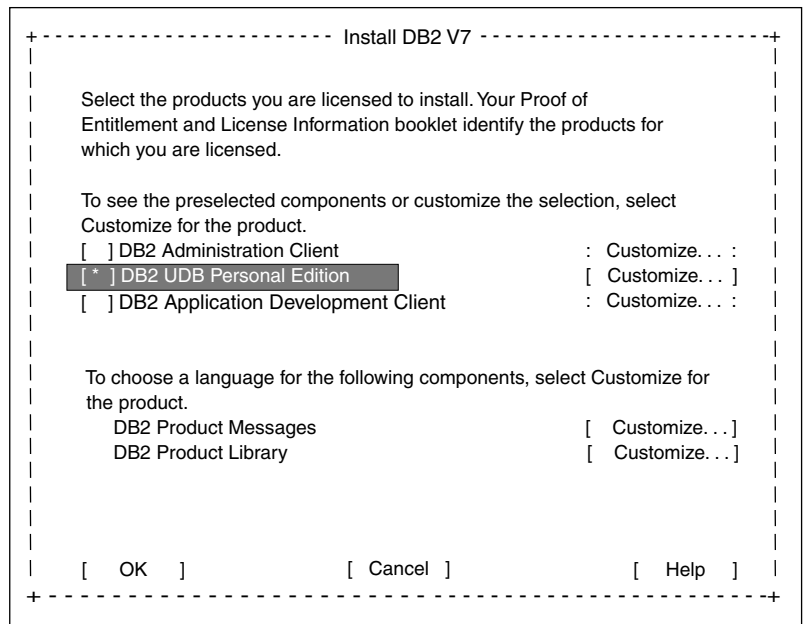 Install DB2 V7
Select the products you are licensed to install. Your Proof of
Entitlement and License Information booklet identify the products for
which you are licensed.
To see the preselected components or customize the selection, select
Customize for the product.
[ ] DB2 Administration Client : Customize. . . :
[ * ] DB2 UDB Personal Edition [ Customize. . . ]
[ ] DB2 Application Development Client : Customize. . . :
To choose a language for the following components, select Customize for
the product.
DB2 Product Messages [ Customize. . . ]
DB2 Product Library [ Customize. . . ]
[ OK ] [ Cancel ] [ Help ]